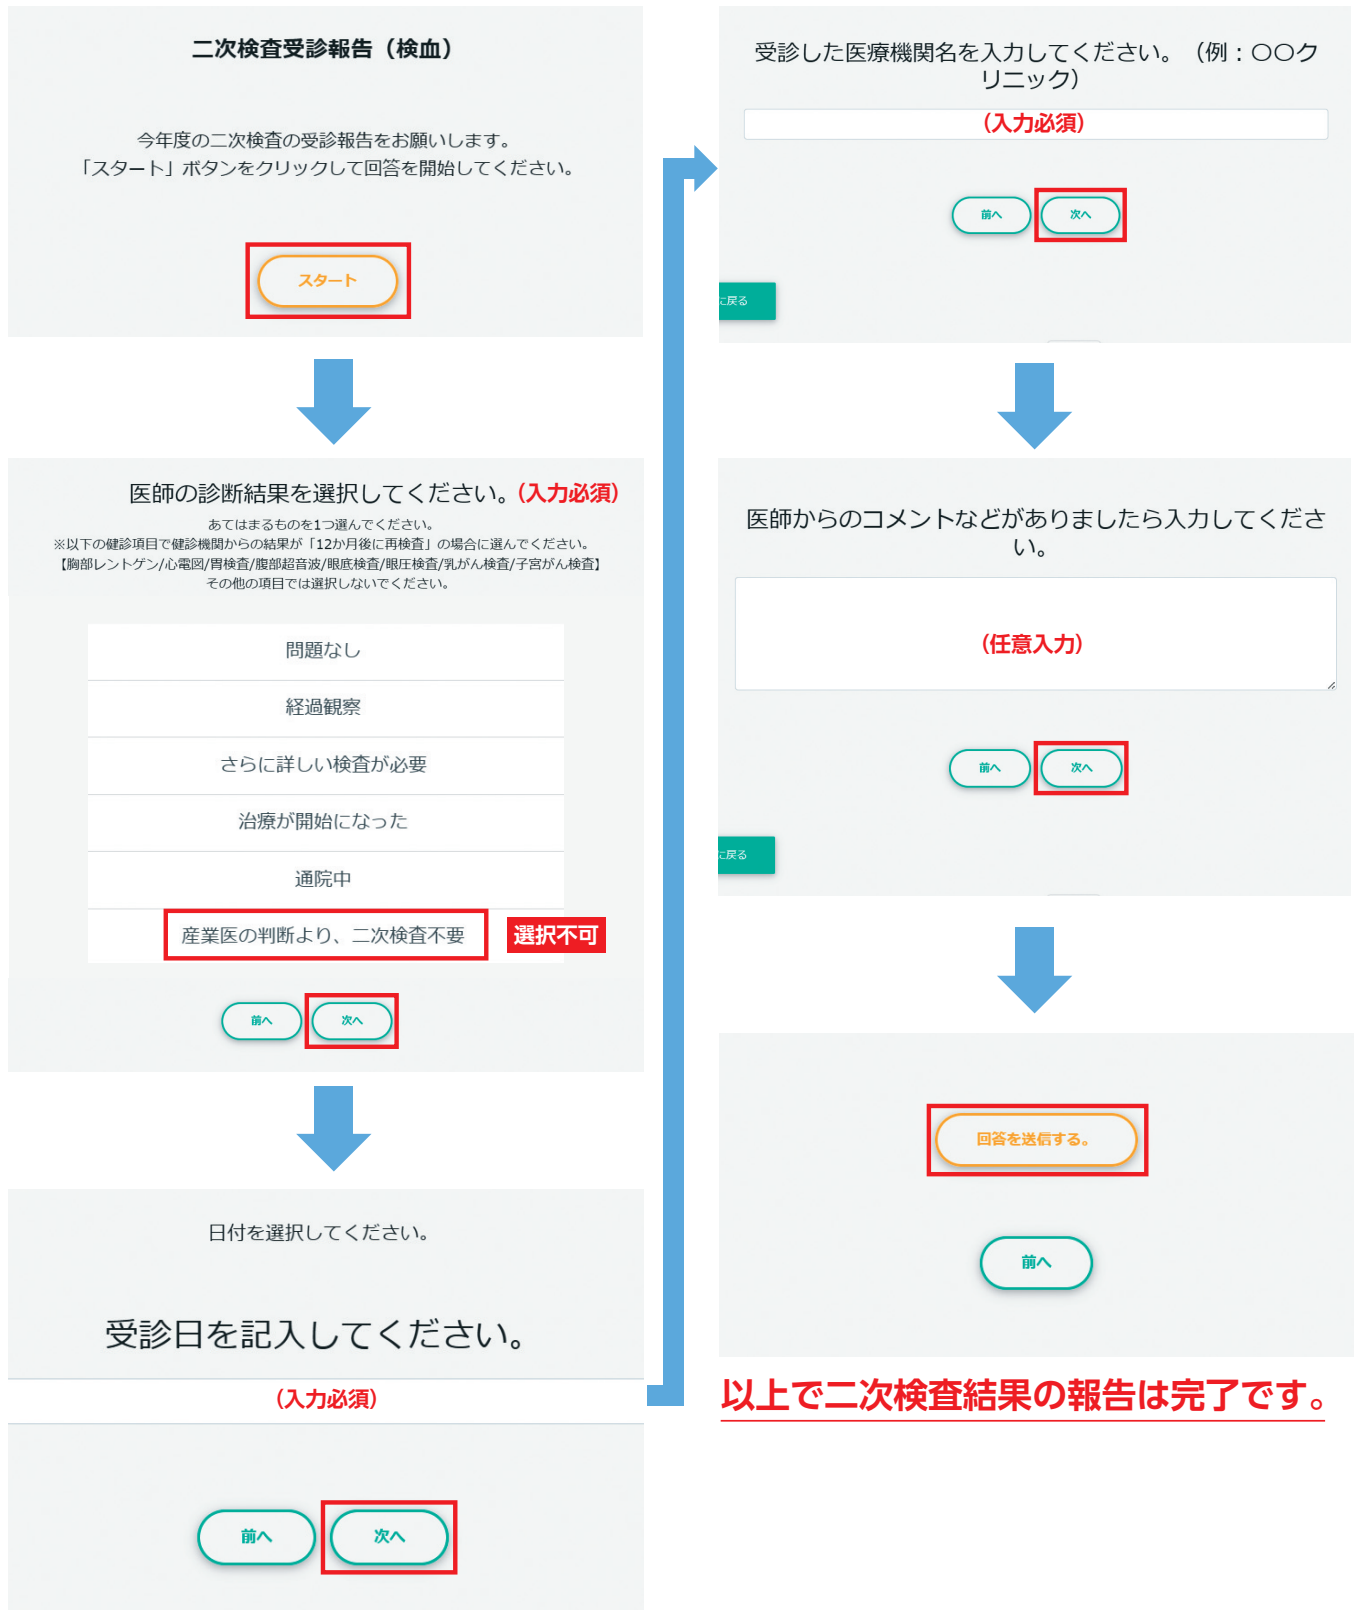 二次検査受診報告（検血）
今年度の二次検査の受診報告をお願いします。
「スタート」ボタンをクリックして回答を開始してください。
スタート
医師の診断結果を選択してください。（入力必須）
あてはまるものを1つ選んでください。
※以下の健診項目で健診機関からの結果が「12か月後に再検査」の場合に選んでください。
【胸部レントゲン/心電図/胃検査/腹部超音波/眼底検査/眼圧検査/乳がん検査/子宮がん検査】
その他の項目では選択しないでください。
問題なし
経過観察
さらに詳しい検査が必要
治療が開始になった
通院中
産業医の判断より、二次検査不要 選択不可
前へ 次へ
日付を選択してください。
受診日を記入してください。
（入力必須）
前へ 次へ
受診した医療機関名を入力してください。（例：〇〇ク
リニック）
（入力必須）
前へ 次へ
に戻る
医師からのコメントなどがありましたら入力してくださ
い。
（任意入力）
前へ 次へ
に戻る
回答を送信する。
前へ
以上で二次検査結果の報告は完了です。